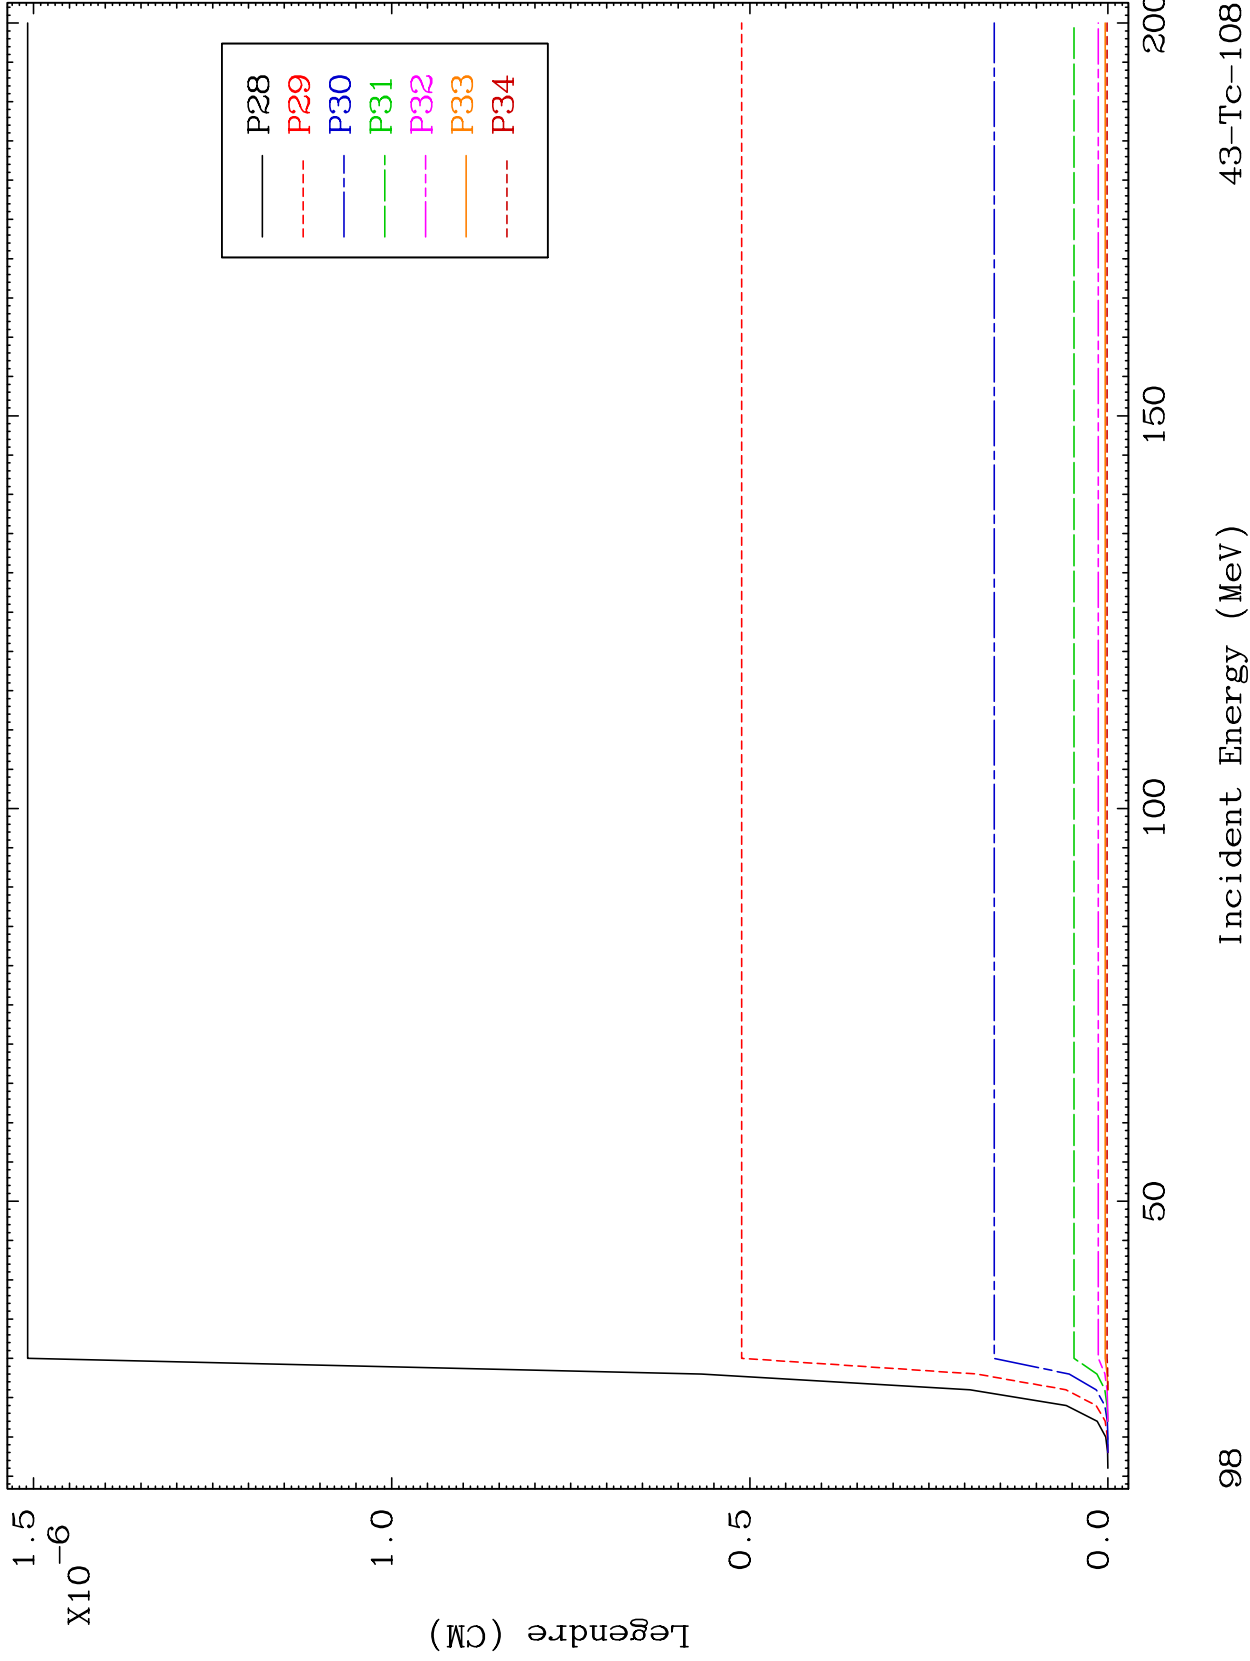 1.5
X10-6
1.0
0.5
0.0
Legendre (CM)
P28
P29
P30
P31
P32
P33
P34
50
100
150
200
Incident Energy (MeV)
98
43-Tc-108